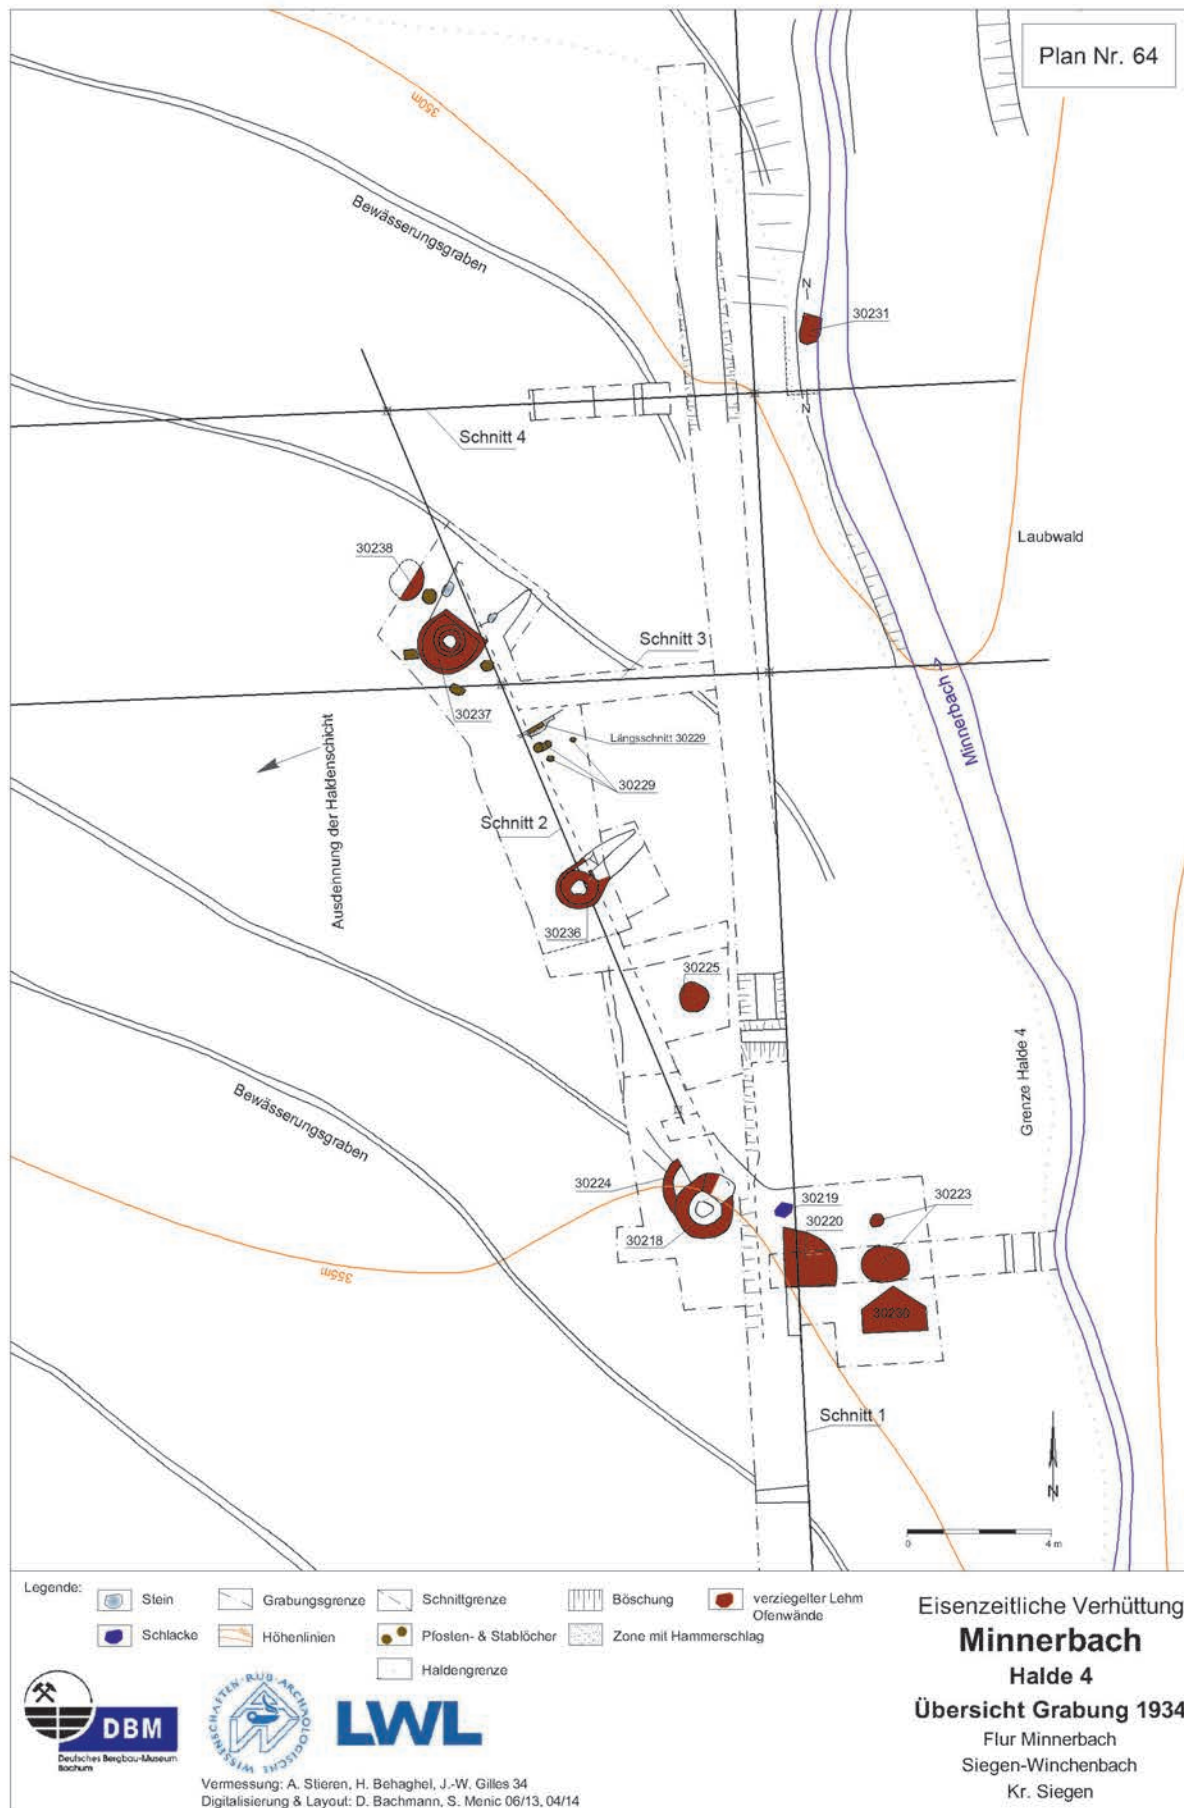 Plan Nr. 64
350m
Bewässerungsgraben
N
30231
N
Schnitt 4
Laubwald
30238
Schnitt 3
Minnerbach
30237
Längsschnitt 30229
Ausdennung der Haldenschicht
30229
Schnitt 2
30236
30225
Grenze Halde 4
Bewässerungsgraben
30224
30219
30223
30220
30218
355m
30230
Schnitt 1
N
0 4 m
Legende:
Stein
Grabungsgrenze
Schnittgrenze
Böschung
verziegelter Lehm
Ofenwände
Schlacke
Höhenlinien
Pfosten- & Stablöcher
Zone mit Hammerschlag
Haldengrenze
Eisenzeitliche Verhüttung
Minnerbach
Halde 4
Übersicht Grabung 1934
Flur Minnerbach
Siegen-Winchenbach
Kr. Siegen
DBM
Deutsches Bergbau-Museum
Bochum
WISSENSCHAFTEN·RUB·ARCHÄOLOGISCHE
LWL
Vermessung: A. Stieren, H. Behaghel, J.-W. Gilles 34
Digitalisierung & Layout: D. Bachmann, S. Menic 06/13, 04/14